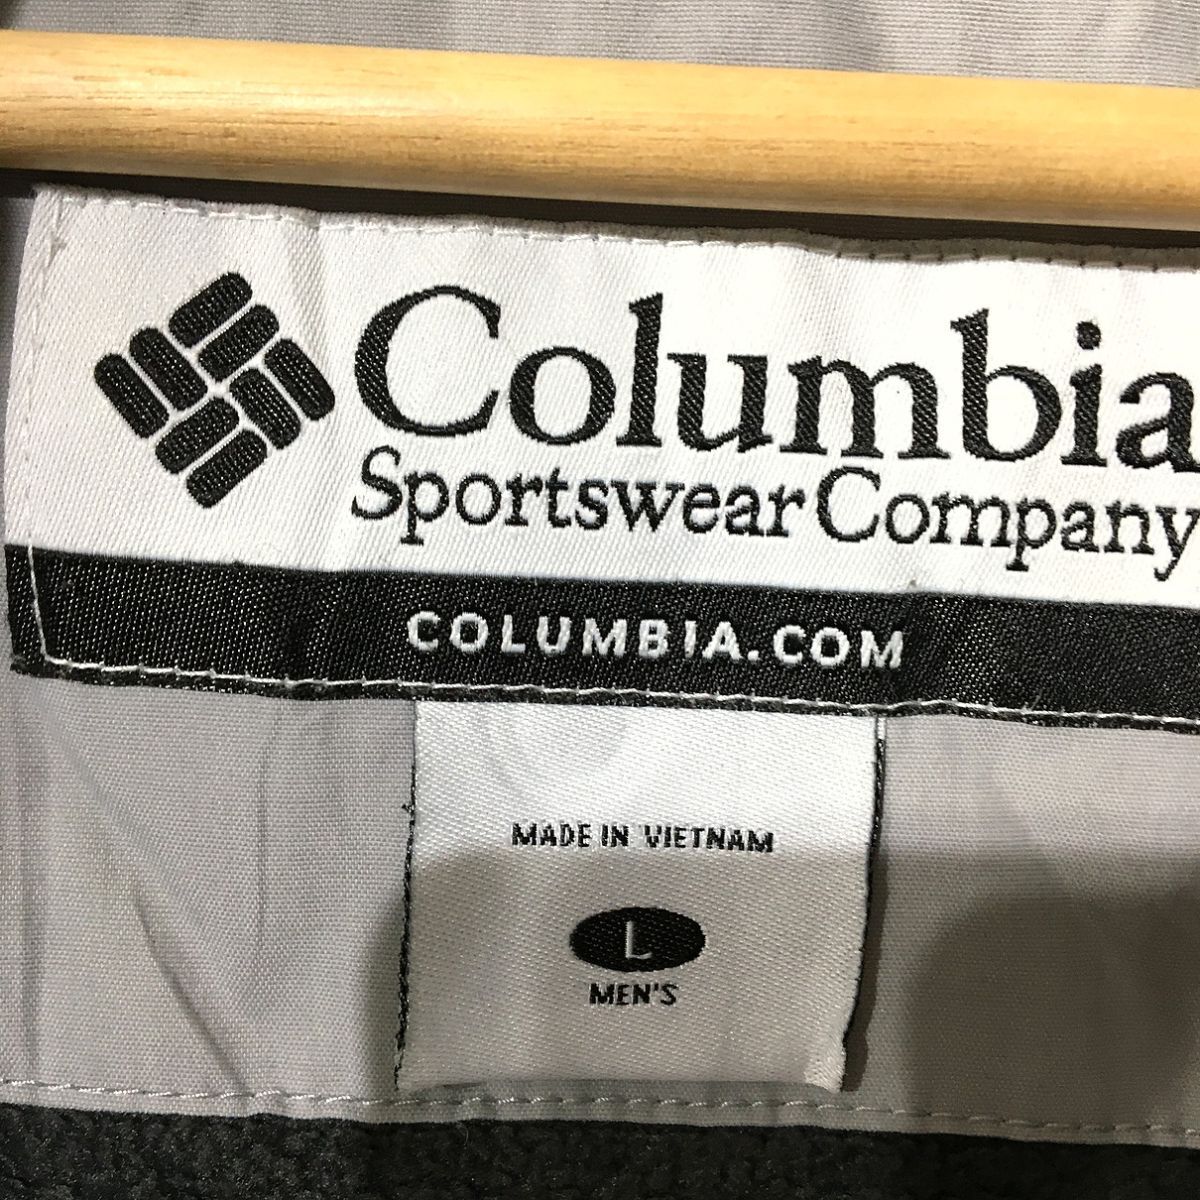 Columbia
Sportswear Company
COLUMBIA.COM
MADE IN VIETNAM
L
MEN'S